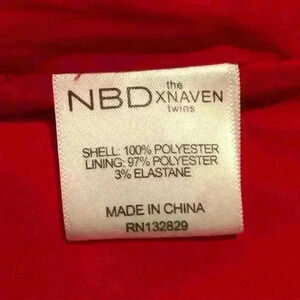 NBD
the
XNAVEN
twins
SHELL: 100% POLYESTER
LINING: 97% POLYESTER
3% ELASTANE
MADE IN CHINA
RN132829